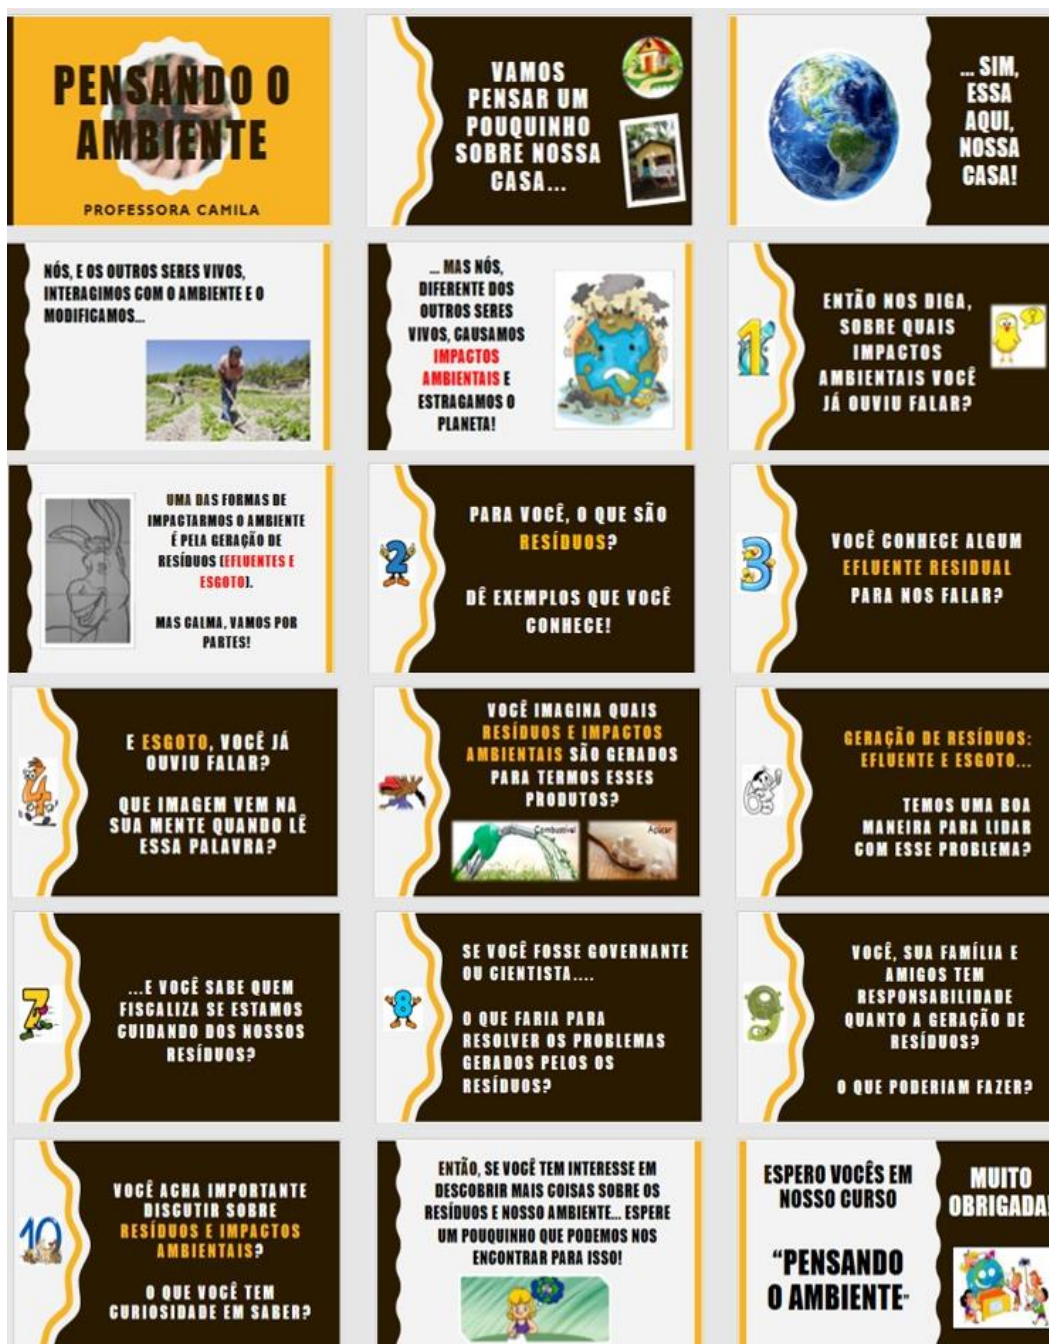 PENSANDO O
AMBIENTE
PROFESSORA CAMILA
VAMOS
PENSAR UM
POUQUINHO
SOBRE NOSSA
CASA...
... SIM,
ESSA
AQUI,
NOSSA
CASA!
NÓS, E OS OUTROS SERES VIVOS,
INTERAGIMOS COM O AMBIENTE E O
MODIFICAMOS...
... MAS NÓS,
DIFERENTE DOS
OUTROS SERES
VIVOS, CAUSAMOS
IMPACTOS
AMBIENTAIS E
ESTRAGAMOS O
PLANETA!
1
ENTÃO NOS DIGA,
SOBRE QUAIS
IMPACTOS
AMBIENTAIS VOCÊ
JÁ OUVIU FALAR?
?
UMA DAS FORMAS DE
IMPACTARMOS O AMBIENTE
É PELA GERAÇÃO DE
RESÍDUOS (EFLUENTES E
ESGOTO).
MAS CALMA, VAMOS POR
PARTES!
2
PARA VOCÊ, O QUE SÃO
RESÍDUOS?
DÊ EXEMPLOS QUE VOCÊ
CONHECE!
3
VOCÊ CONHECE ALGUM
EFLUENTE RESIDUAL
PARA NOS FALAR?
4
E ESGOTO, VOCÊ JÁ
OUVIU FALAR?
QUE IMAGEM VEM NA
SUA MENTE QUANDO LÊ
ESSA PALAVRA?
VOCÊ IMAGINA QUAIS
RESÍDUOS E IMPACTOS
AMBIENTAIS SÃO GERADOS
PARA TERMOS ESSES
PRODUTOS?
Combustível
Açúcar
6
GERAÇÃO DE RESÍDUOS:
EFLUENTE E ESGOTO...
TEMOS UMA BOA
MANEIRA PARA LIDAR
COM ESSE PROBLEMA?
7
...E VOCÊ SABE QUEM
FISCALIZA SE ESTAMOS
CUIDANDO DOS NOSSOS
RESÍDUOS?
8
SE VOCÊ FOSSE GOVERNANTE
OU CIENTISTA....
O QUE FARIA PARA
RESOLVER OS PROBLEMAS
GERADOS PELOS OS
RESÍDUOS?
9
VOCÊ, SUA FAMÍLIA E
AMIGOS TEM
RESPONSABILIDADE
QUANTO A GERAÇÃO DE
RESÍDUOS?
O QUE PODERIAM FAZER?
10
VOCÊ ACHA IMPORTANTE
DISCUTIR SOBRE
RESÍDUOS E IMPACTOS
AMBIENTAIS?
O QUE VOCÊ TEM
CURIOSIDADE EM SABER?
ENTÃO, SE VOCÊ TEM INTERESSE EM
DESCOBRIR MAIS COISAS SOBRE OS
RESÍDUOS E NOSSO AMBIENTE... ESPERE
UM POUQUINHO QUE PODEMOS NOS
ENCONTRAR PARA ISSO!
ESPERO VOCÊS EM
NOSSO CURSO
"PENSANDO
O AMBIENTE"
MUITO
OBRIGADA!